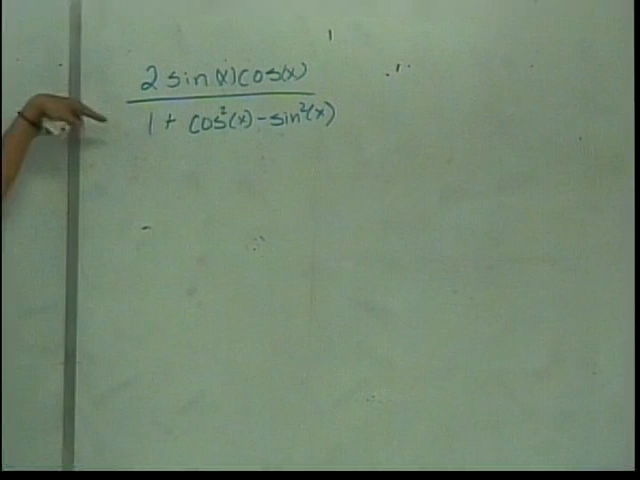 2 sin(x)cos(x)
1 + cos²(x) - sin²(x)